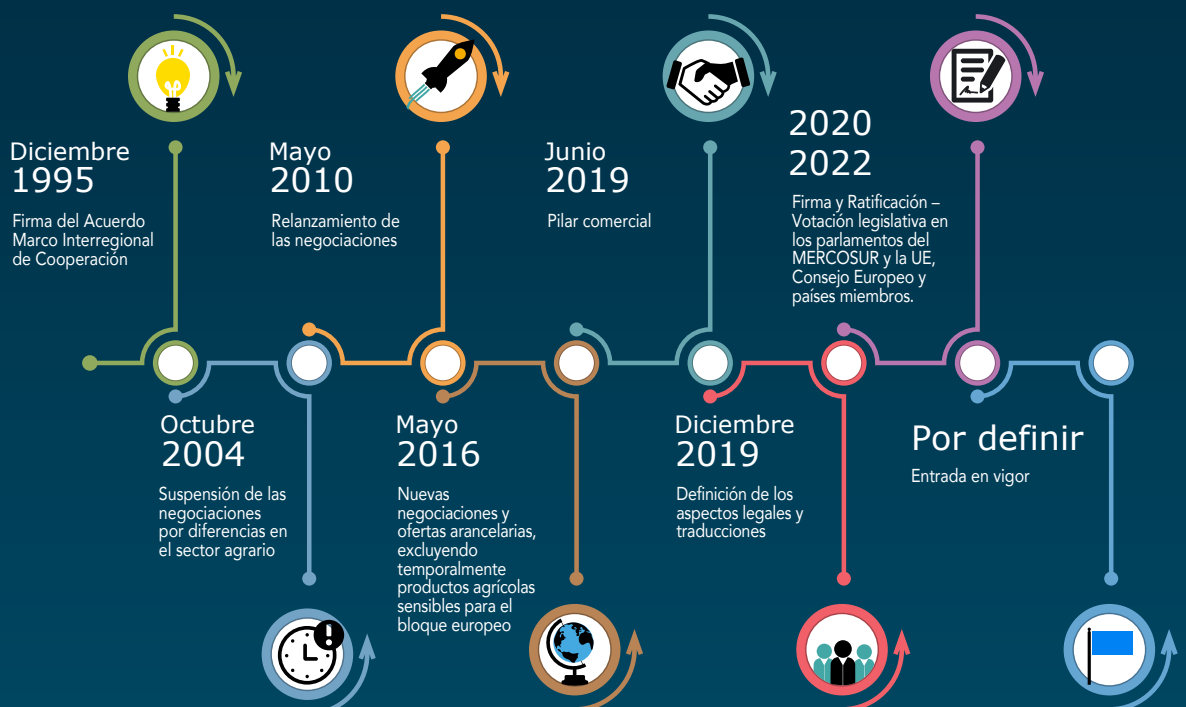 Diciembre
1995
Firma del Acuerdo
Marco Interregional
de Cooperación
Octubre
2004
Suspensión de las
negociaciones
por diferencias en
el sector agrario
Mayo
2010
Relanzamiento de
las negociaciones
Mayo
2016
Nuevas
negociaciones y
ofertas arancelarias,
excluyendo
temporalmente
productos agrícolas
sensibles para el
bloque europeo
Junio
2019
Pilar comercial
Diciembre
2019
Definición de los
aspectos legales y
traducciones
2020
2022
Firma y Ratificación –
Votación legislativa en
los parlamentos del
MERCOSUR y la UE,
Consejo Europeo y
países miembros.
Por definir
Entrada en vigor